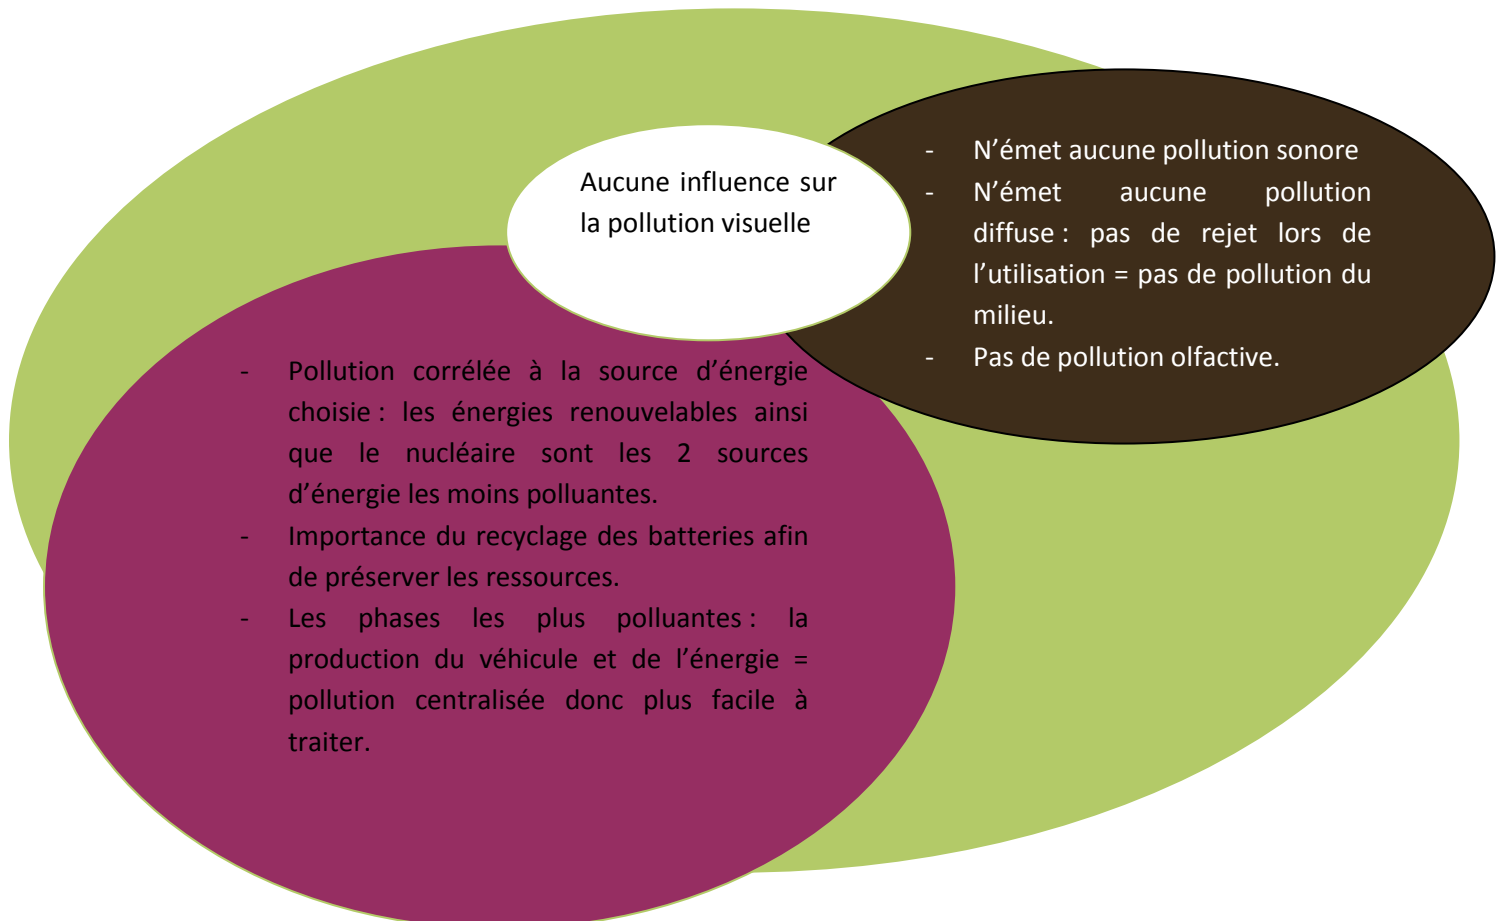 Aucune influence sur
la pollution visuelle
- N’émet aucune pollution sonore
- N’émet aucune pollution
diffuse : pas de rejet lors de
l’utilisation = pas de pollution du
milieu.
- Pas de pollution olfactive.
- Pollution corrélée à la source d’énergie
choisie : les énergies renouvelables ainsi
que le nucléaire sont les 2 sources
d’énergie les moins polluantes.
- Importance du recyclage des batteries afin
de préserver les ressources.
- Les phases les plus polluantes : la
production du véhicule et de l’énergie =
pollution centralisée donc plus facile à
traiter.